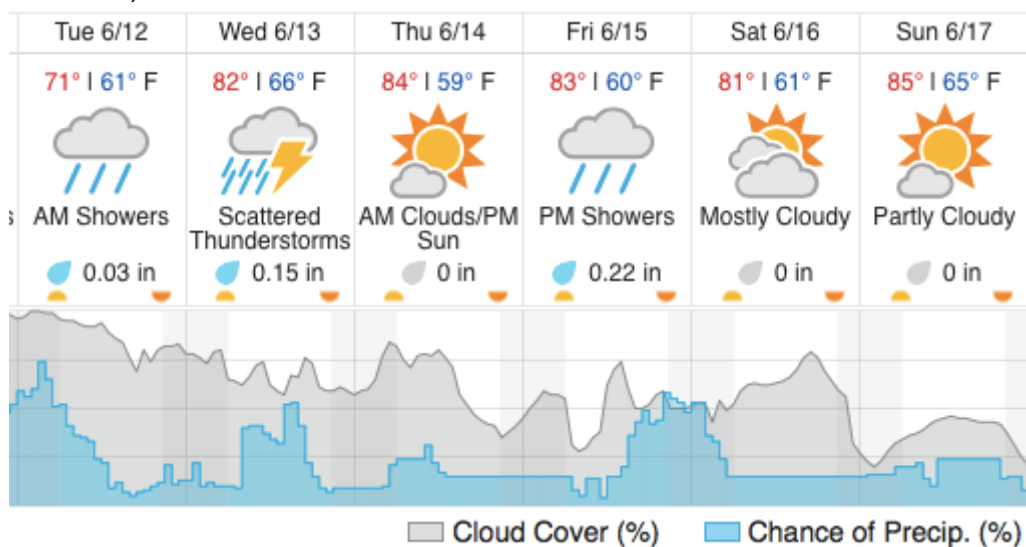 Tue 6/12 Wed 6/13 Thu 6/14 Fri 6/15 Sat 6/16 Sun 6/17
71° | 61° F 82° | 66° F 84° | 59° F 83° | 60° F 81° | 61° F 85° | 65° F
s AM Showers Scattered AM Clouds/PM PM Showers Mostly Cloudy Partly Cloudy
Thunderstorms Sun
0.03 in 0.15 in 0 in 0.22 in 0 in 0 in
Cloud Cover (%) Chance of Precip. (%)